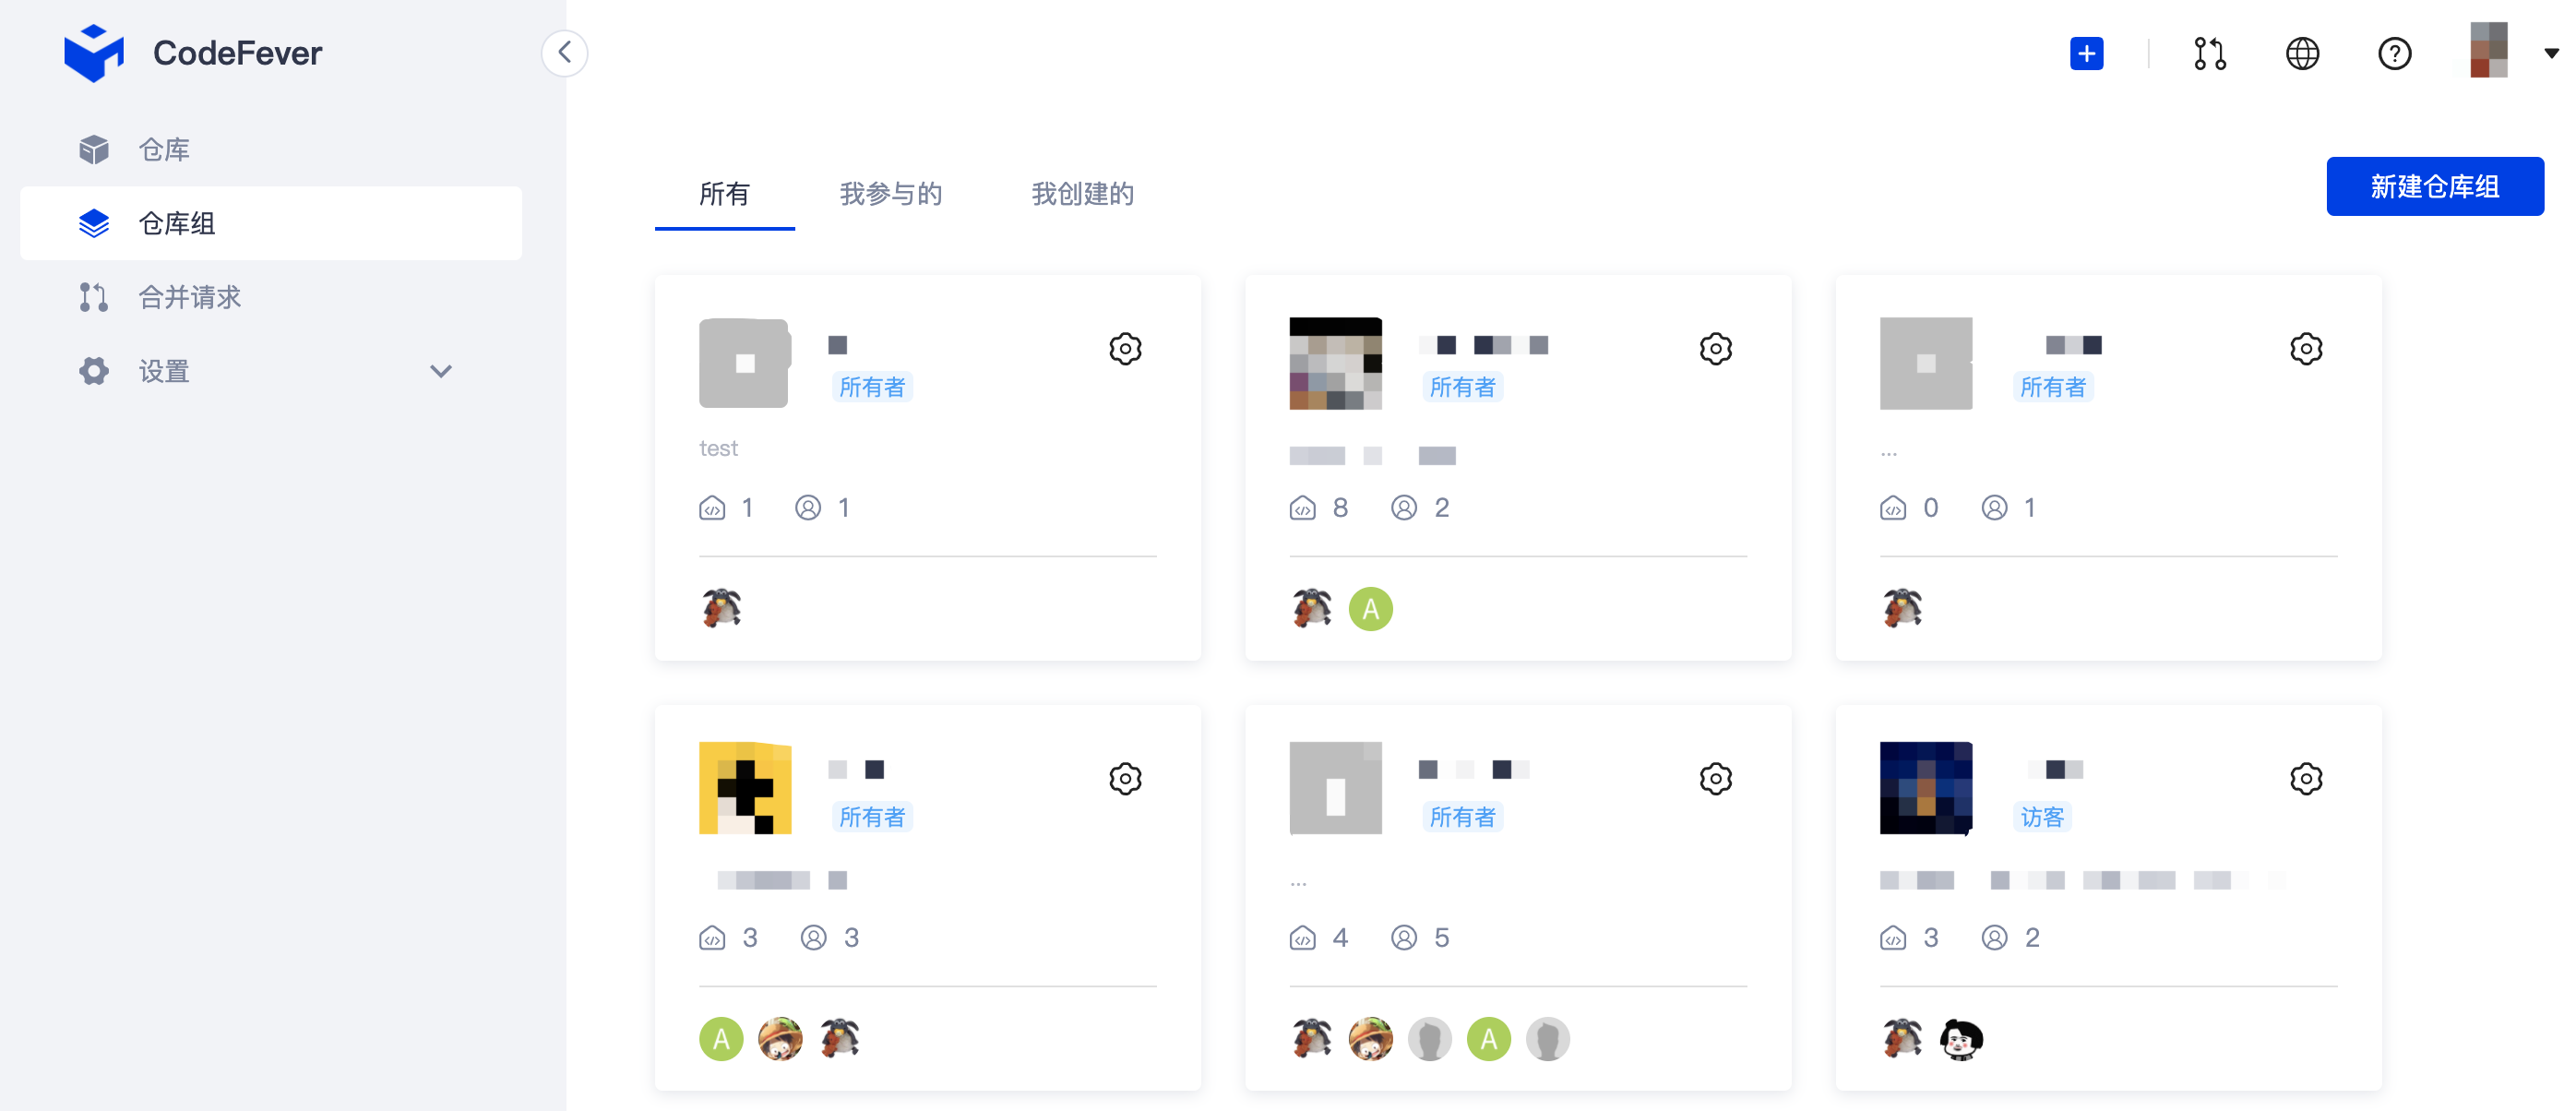 CodeFever
仓库
仓库组
合并请求
设置
所有 我参与的 我创建的
新建仓库组
所有者
test
1 1
所有者
8 2
所有者
...
0 1
A
所有者
3 3
A
所有者
...
4 5
A
访客
3 2